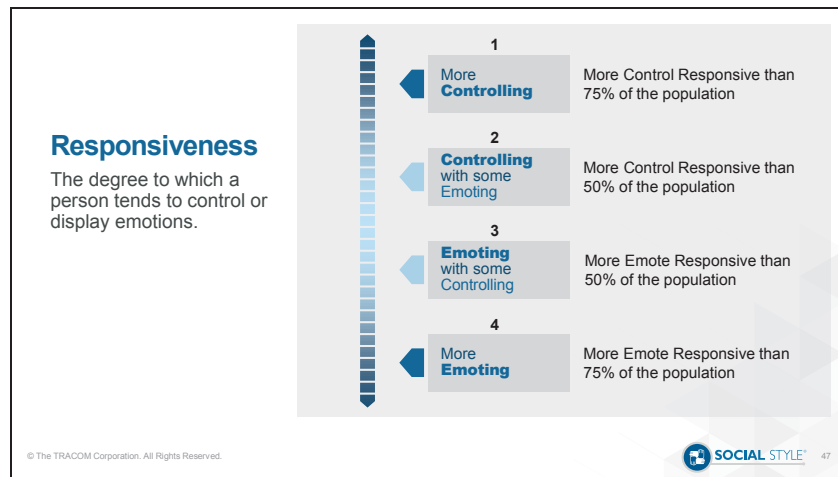 Responsiveness
The degree to which a
person tends to control or
display emotions.
1
More
Controlling
More Control Responsive than
75% of the population
2
Controlling
with some
Emoting
More Control Responsive than
50% of the population
3
Emoting
with some
Controlling
More Emote Responsive than
50% of the population
4
More
Emoting
More Emote Responsive than
75% of the population
© The TRACOM Corporation. All Rights Reserved.
SOCIAL STYLE®
47